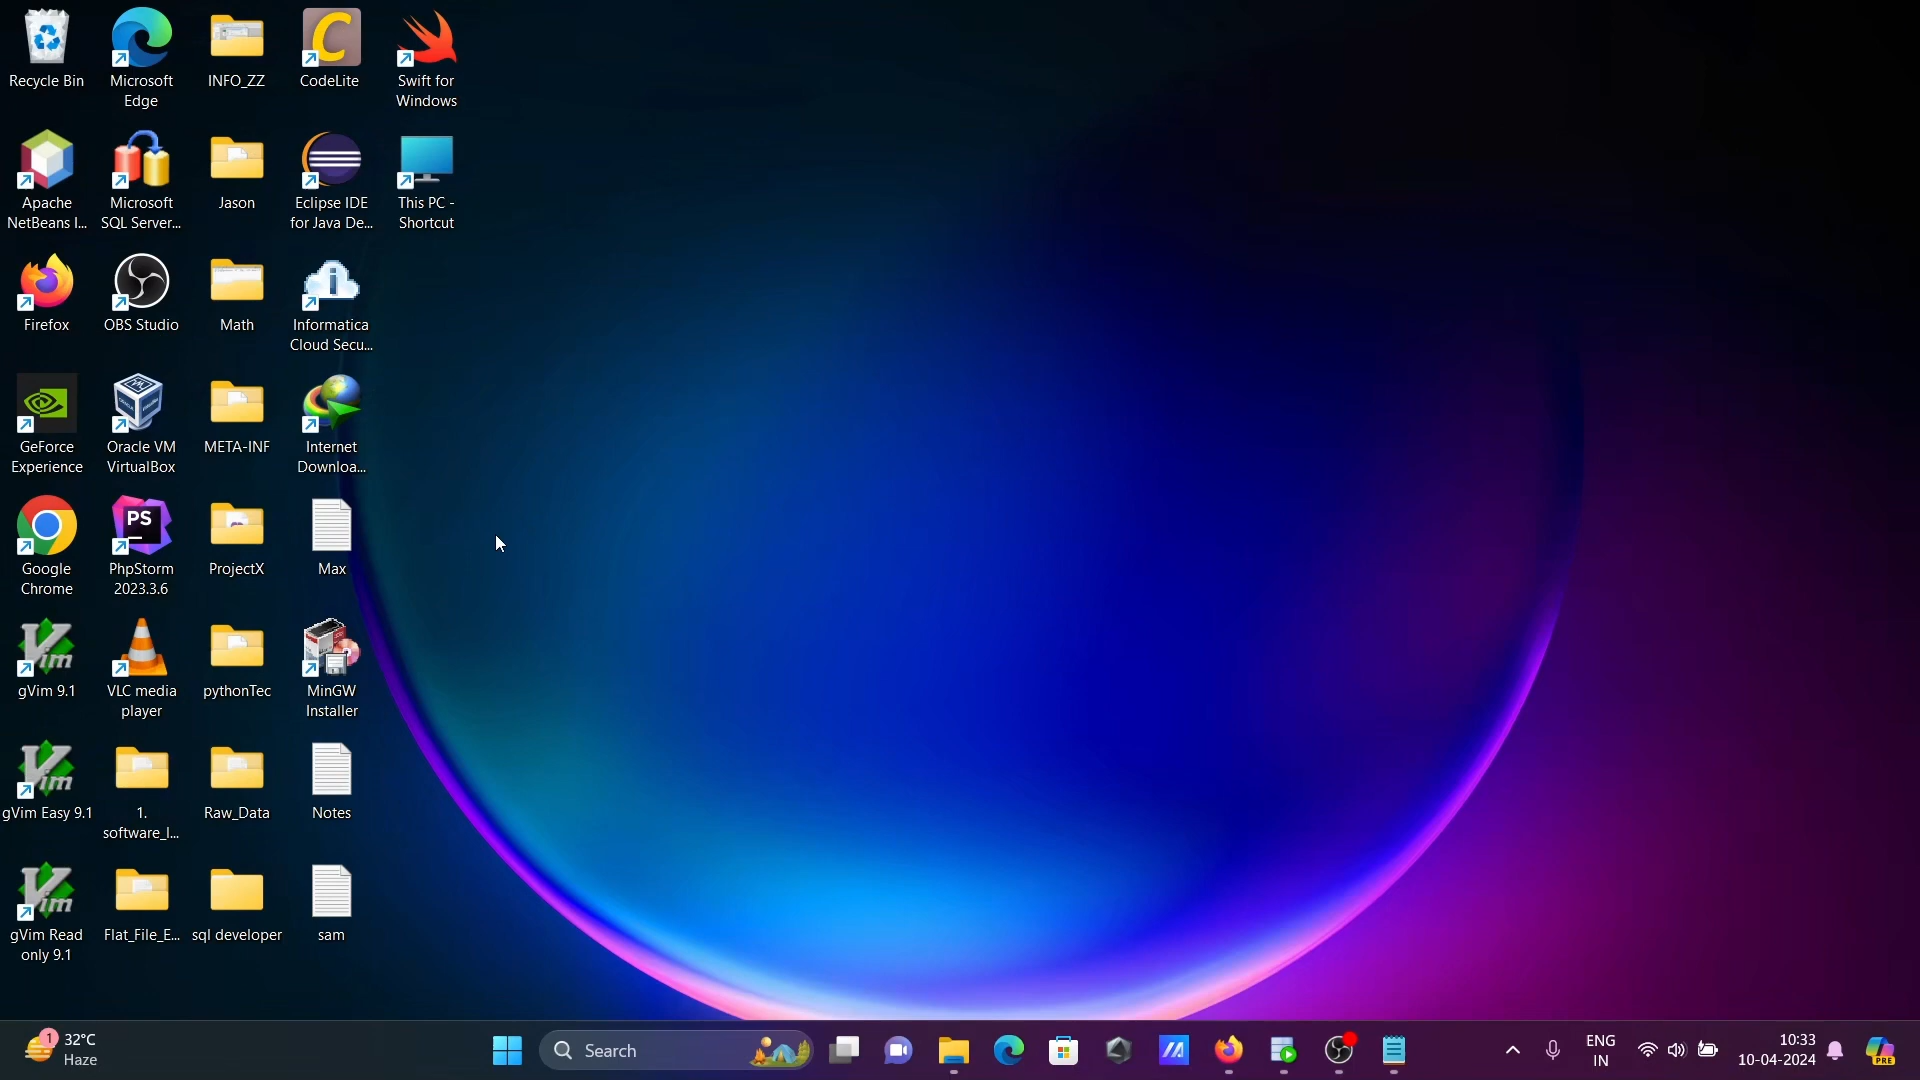 Recycle Bin
Microsoft
Edge
INFO_ZZ
CodeLite
Swift for
Windows
Apache
NetBeans I...
Microsoft
SQL Server...
Jason
Eclipse IDE
for Java De...
This PC -
Shortcut
Firefox
OBS Studio
Math
Informatica
Cloud Secu...
GeForce
Experience
Oracle VM
VirtualBox
META-INF
Internet
Downloa...
Google
Chrome
PS
PhpStorm
2023.3.6
ProjectX
Max
gVim 9.1
VLC media
player
pythonTec
MinGW
Installer
gVim Easy 9.1
1.
software_l...
Raw_Data
Notes
gVim Read
only 9.1
Flat_File_E...
sql developer
sam
1
32°C
Haze
Search
ENG
IN
10:33
10-04-2024
PRE